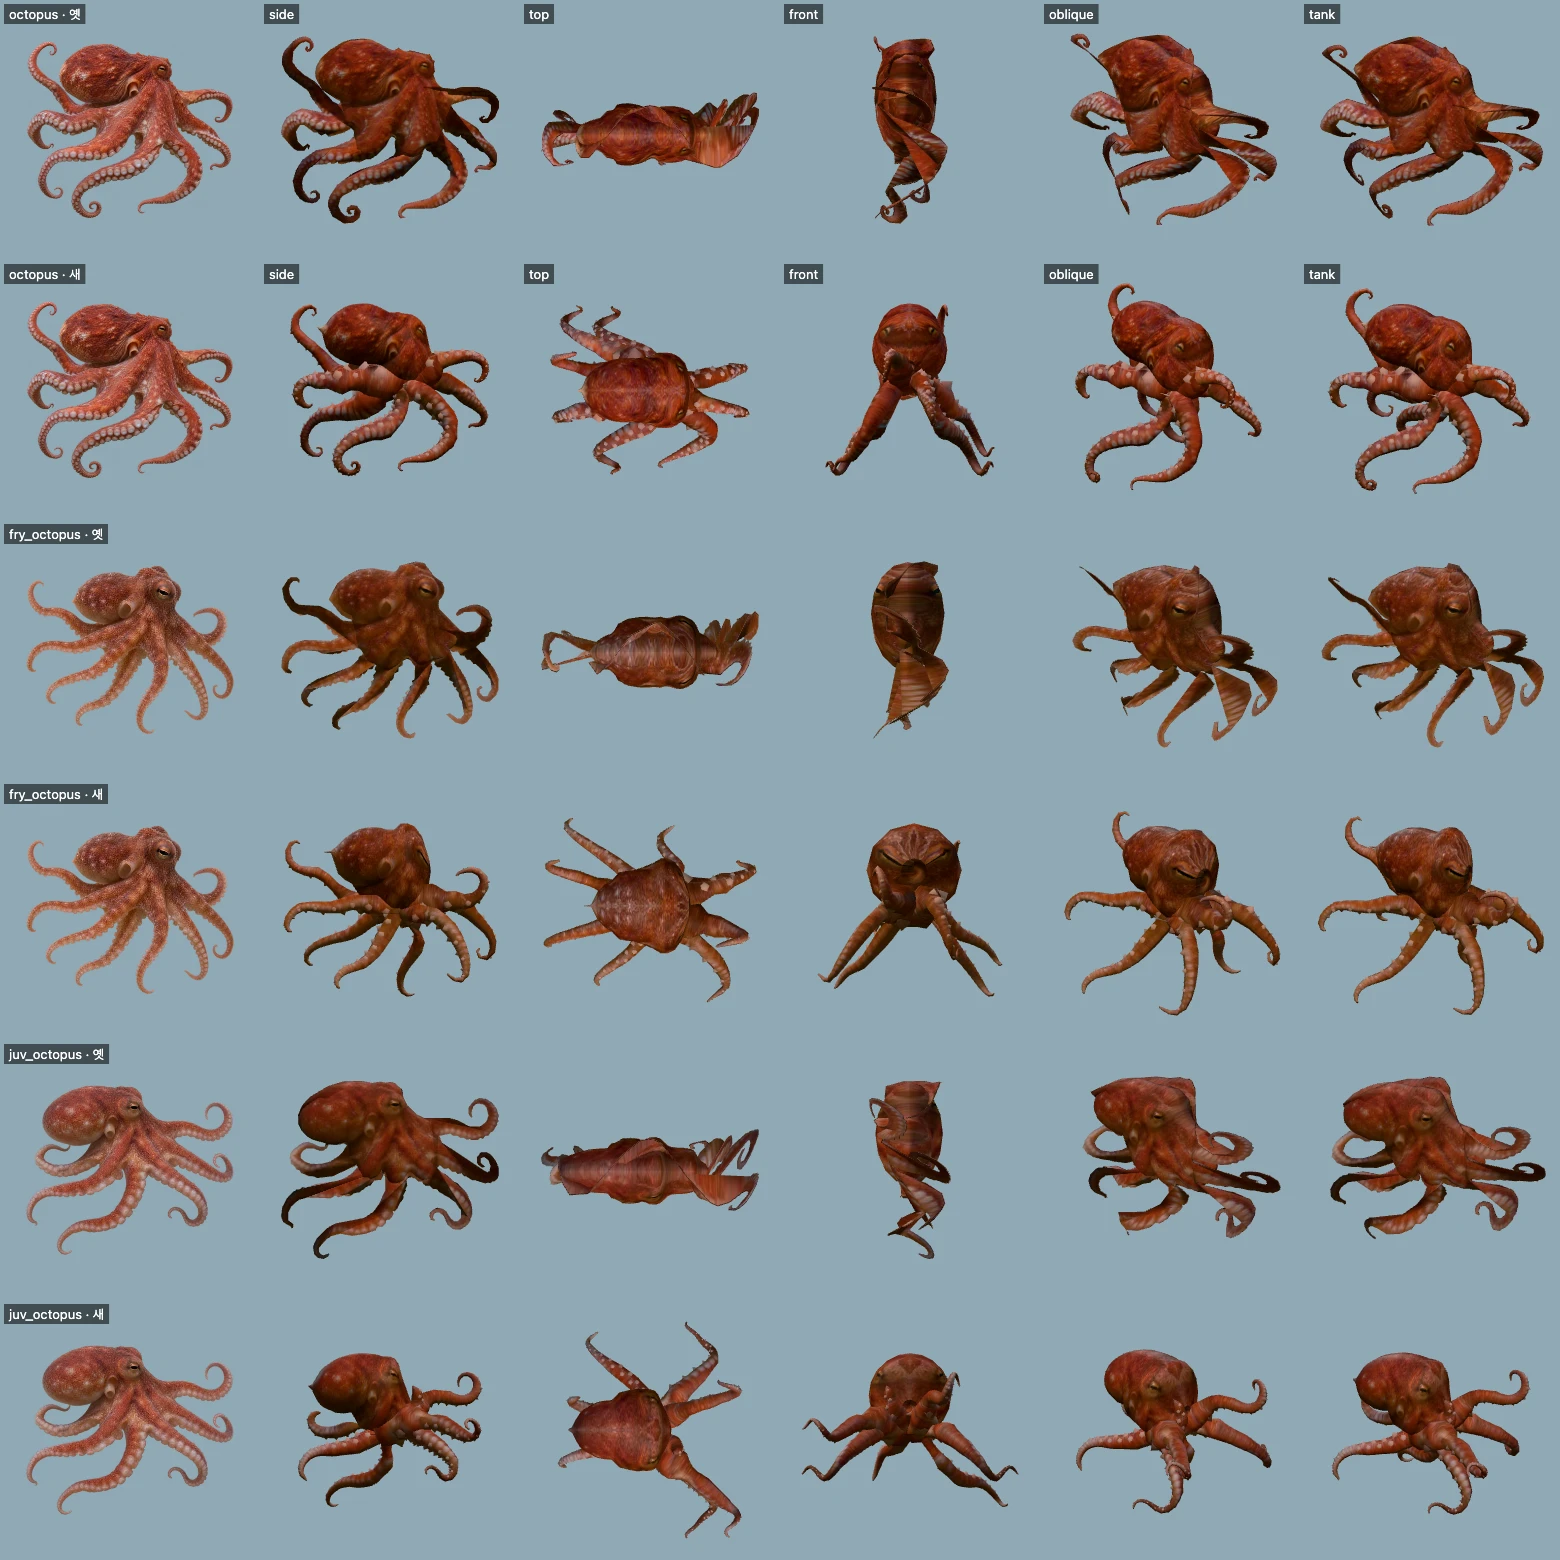 octopus · 옛 side top front oblique tank
octopus · 새 side top front oblique tank
fry_octopus · 옛
fry_octopus · 새
juv_octopus · 옛
juv_octopus · 새